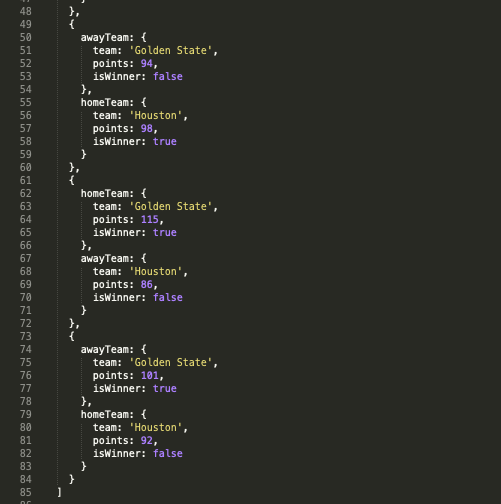 48      },
49      {
50        awayTeam: {
51          team: 'Golden State',
52          points: 94,
53          isWinner: false
54        },
55        homeTeam: {
56          team: 'Houston',
57          points: 98,
58          isWinner: true
59        }
60      },
61      {
62        homeTeam: {
63          team: 'Golden State',
64          points: 115,
65          isWinner: true
66        },
67        awayTeam: {
68          team: 'Houston',
69          points: 86,
70          isWinner: false
71        }
72      },
73      {
74        awayTeam: {
75          team: 'Golden State',
76          points: 101,
77          isWinner: true
78        },
79        homeTeam: {
80          team: 'Houston',
81          points: 92,
82          isWinner: false
83        }
84      }
85    ]